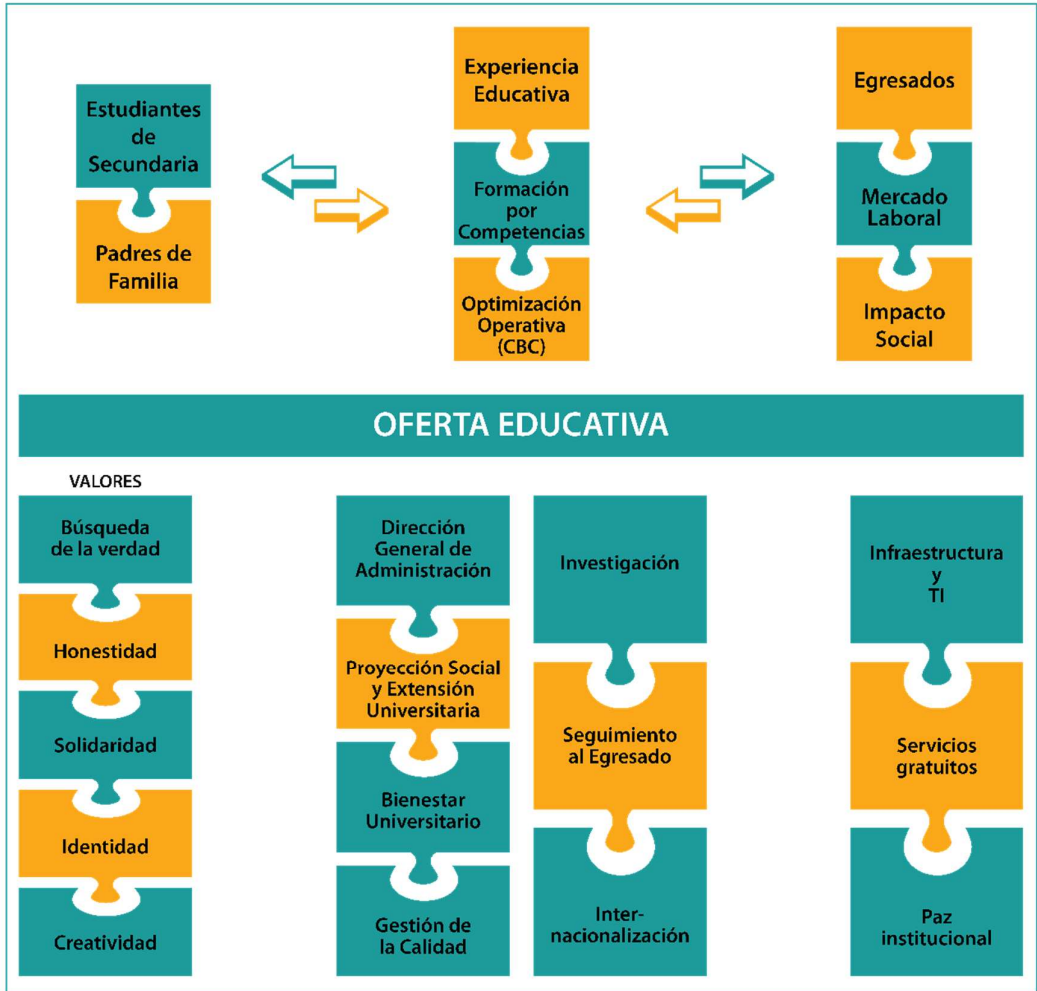 Estudiantes
de
Secundaria
Padres de
Familia
Experiencia
Educativa
Formación
por
Competencias
Optimización
Operativa
(CBC)
Egresados
Mercado
Laboral
Impacto
Social
OFERTA EDUCATIVA
VALORES
Búsqueda
de la verdad
Honestidad
Solidaridad
Identidad
Creatividad
Dirección
General de
Administración
Proyección Social
y Extensión
Universitaria
Bienestar
Universitario
Gestión de
la Calidad
Investigación
Seguimiento
al Egresado
Inter-
nacionalización
Infraestructura
y
TI
Servicios
gratuitos
Paz
institucional